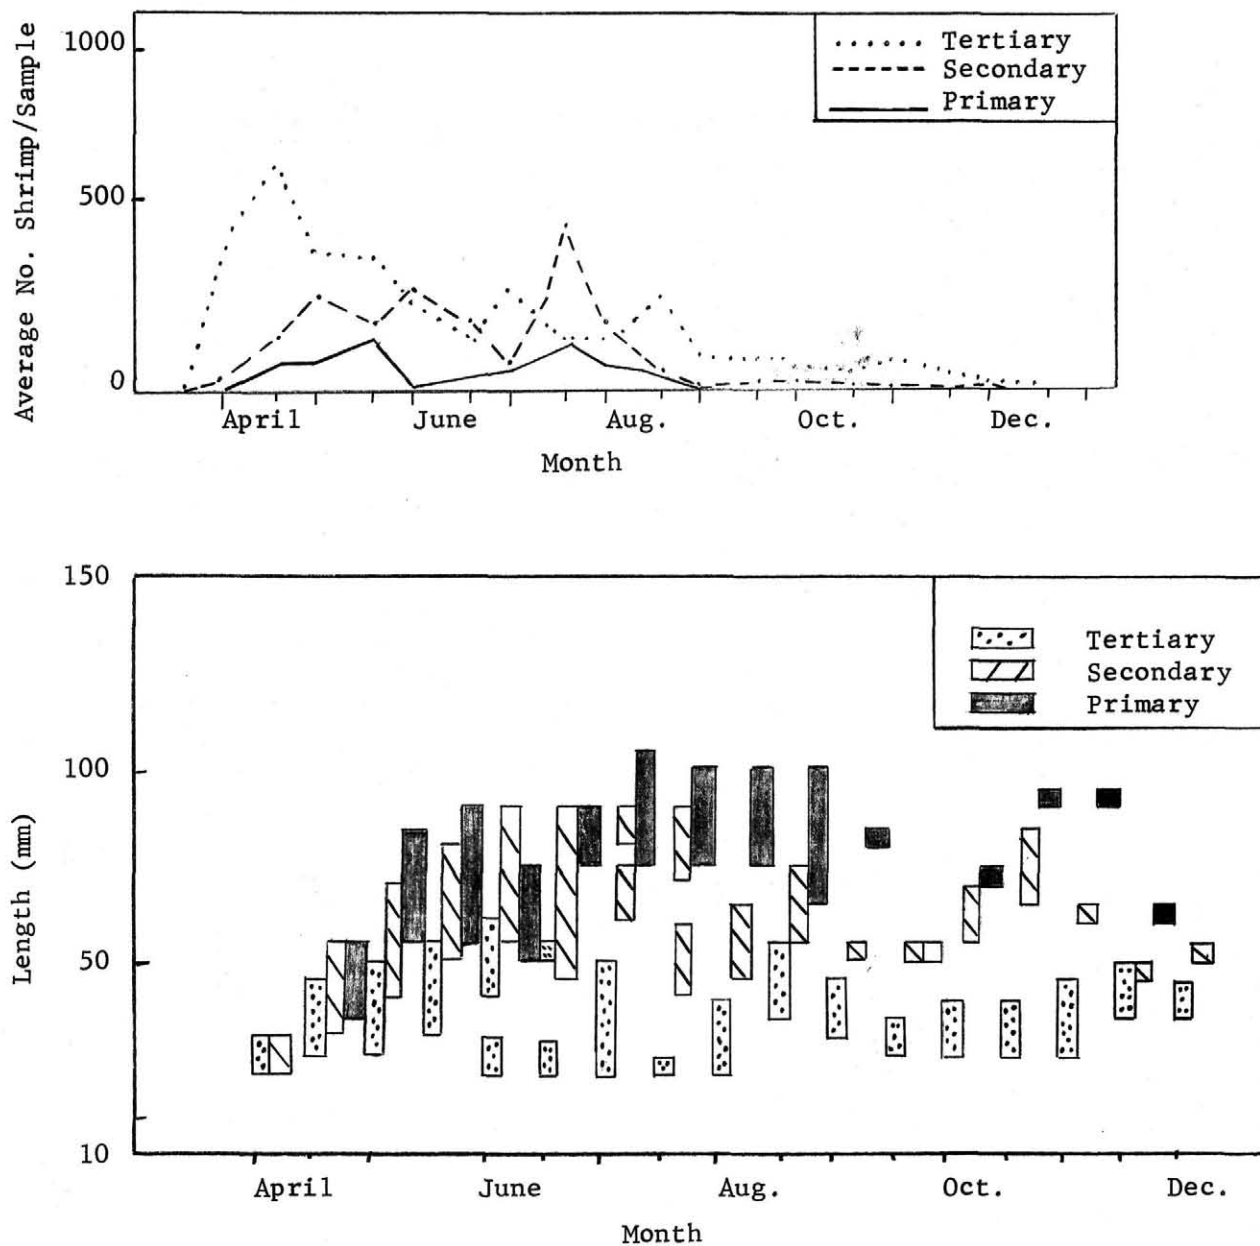 Average No. Shrimp/Sample
1000
500
0
Tertiary
Secondary
Primary
April June Aug. Oct. Dec.
Month
Length (mm)
150
100
50
10
Tertiary
Secondary
Primary
April June Aug. Oct. Dec.
Month